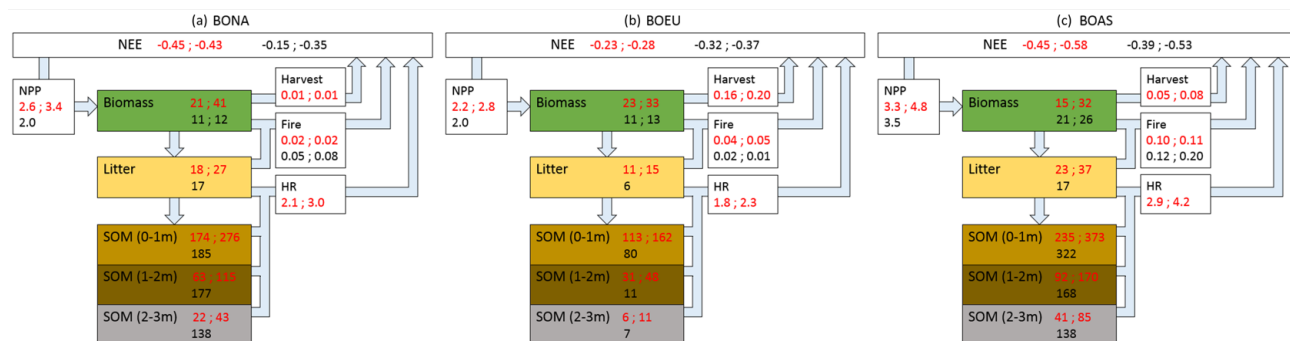 (a) BONA
NEE -0.45 ; -0.43 -0.15 ; -0.35
NPP
2.6 ; 3.4
2.0
Biomass 21 ; 41
11 ; 12
Harvest
0.01 ; 0.01
Fire
0.02 ; 0.02
0.05 ; 0.08
Litter 18 ; 27
17
HR
2.1 ; 3.0
SOM (0-1m) 174 ; 276
185
SOM (1-2m) 63 ; 115
177
SOM (2-3m) 22 ; 43
138
(b) BOEU
NEE -0.23 ; -0.28 -0.32 ; -0.37
NPP
2.2 ; 2.8
2.0
Biomass 23 ; 33
11 ; 13
Harvest
0.16 ; 0.20
Fire
0.04 ; 0.05
0.02 ; 0.01
Litter 11 ; 15
6
HR
1.8 ; 2.3
SOM (0-1m) 113 ; 162
80
SOM (1-2m) 31 ; 48
11
SOM (2-3m) 6 ; 11
7
(c) BOAS
NEE -0.45 ; -0.58 -0.39 ; -0.53
NPP
3.3 ; 4.8
3.5
Biomass 15 ; 32
21 ; 26
Harvest
0.05 ; 0.08
Fire
0.10 ; 0.11
0.12 ; 0.20
Litter 23 ; 37
17
HR
2.9 ; 4.2
SOM (0-1m) 235 ; 373
322
SOM (1-2m) 92 ; 170
168
SOM (2-3m) 41 ; 85
138